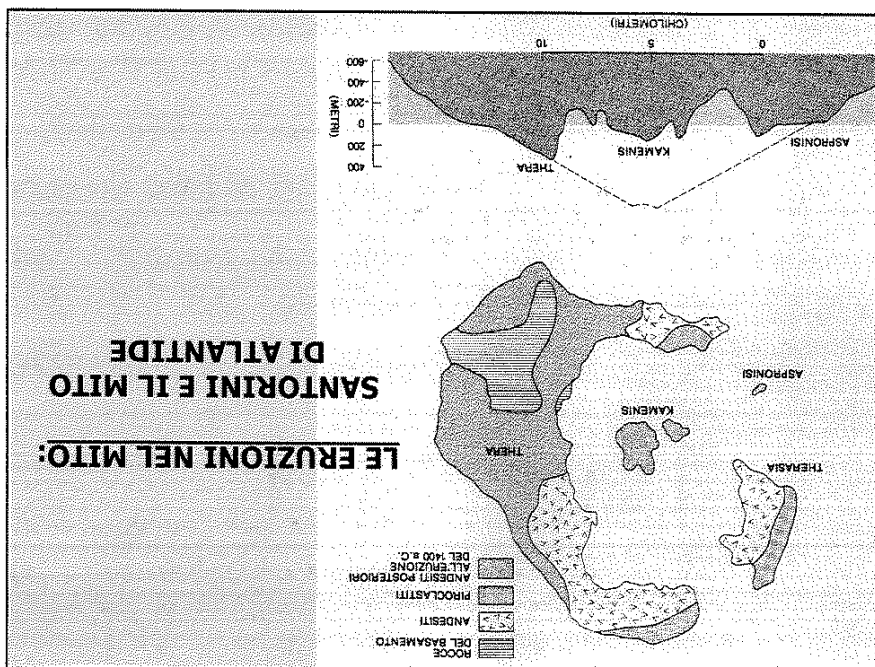 ROCCE
DEL BASAMENTO
ANDESITI
PIROCLASTITI
ANDESITI POSTERIORI
ALL'ERUZIONE
DEL 1400 a.C.
THERASIA
THERA
KAMENIS
ASPRONISI
LE ERUZIONI NEL MITO:
SANTORINI E IL MITO
DI ATLANTIDE
ASPRONISI
KAMENIS
THERA
400
200
0
-200
-400
-600
(METRI)
0 5 10
(CHILOMETRI)